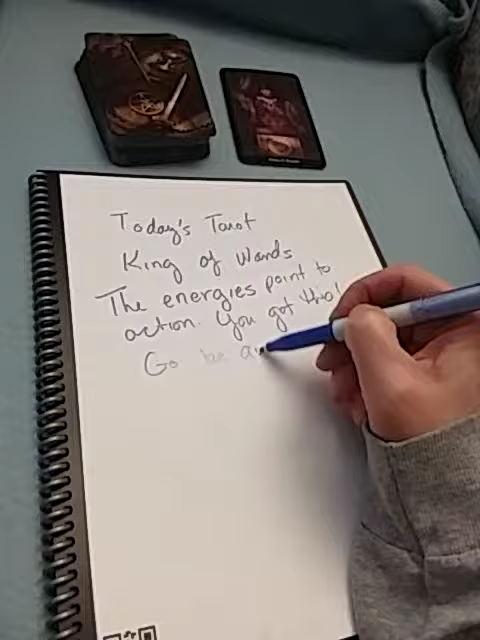 Today's Tarot
King of Wands
The energies point to
action. You got this!
Go be